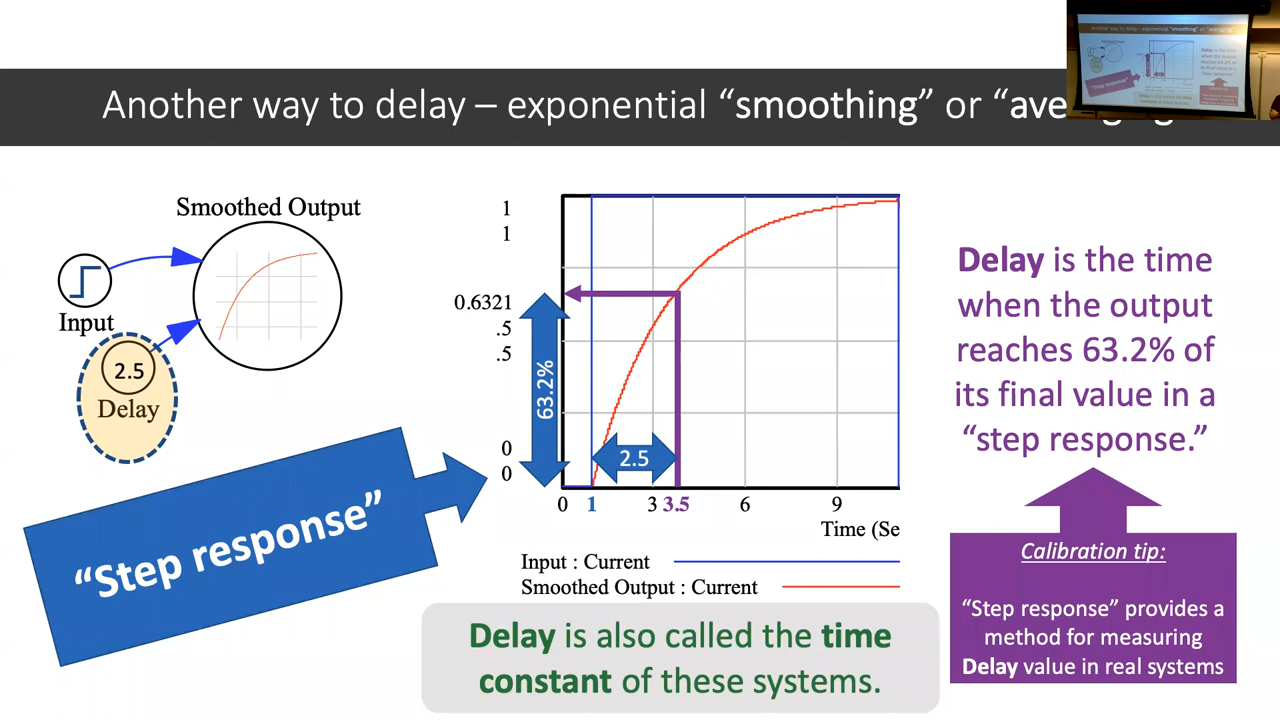 Another way to delay – exponential “smoothing” or “
Smoothed Output
Input
2.5
Delay
“Step response”
1
1
0.6321
.5
.5
0
0
63.2%
2.5
0 1 3 3.5 6 9
Time (Se
Input : Current
Smoothed Output : Current
Delay is the time
when the output
reaches 63.2% of
its final value in a
“step response.”
Calibration tip:
“Step response” provides a
method for measuring
Delay value in real systems
Delay is also called the time
constant of these systems.